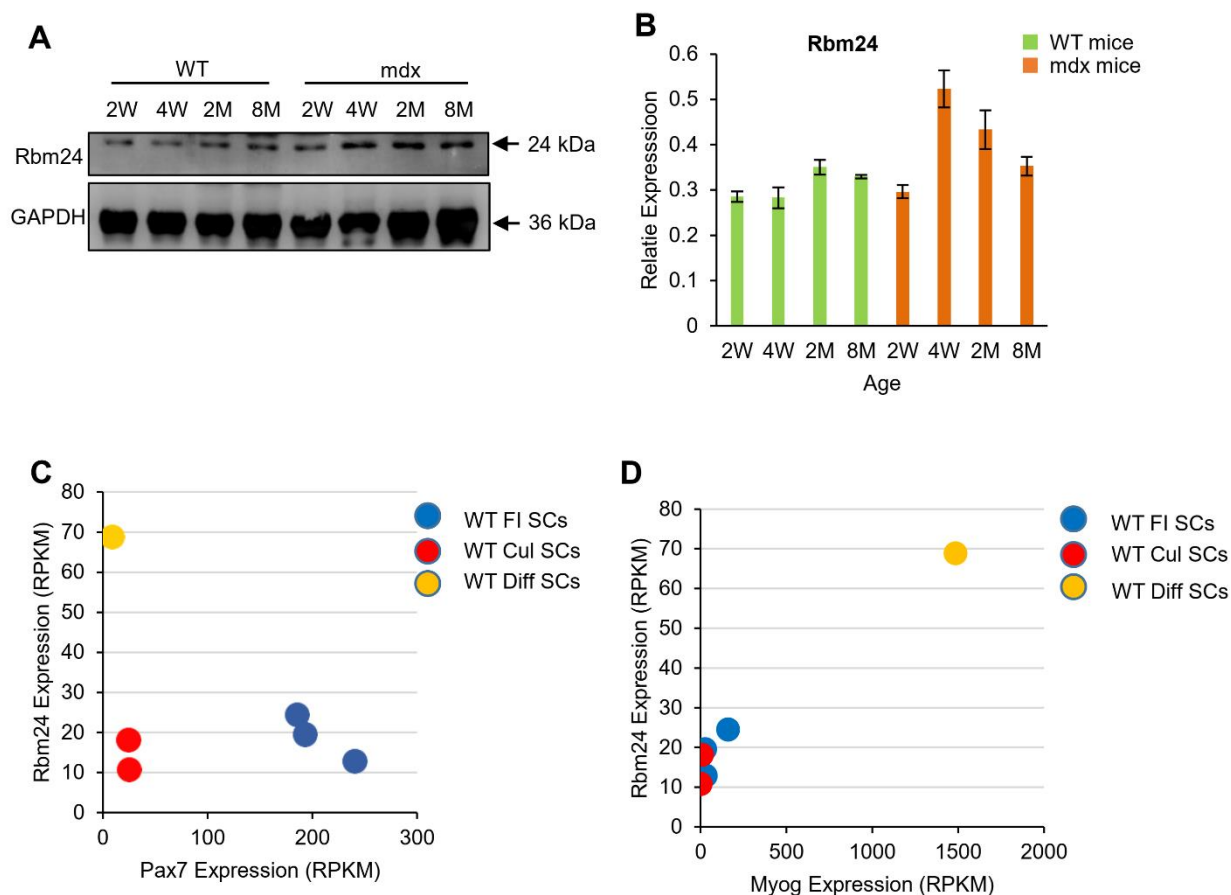 A
WT mdx
2W 4W 2M 8M 2W 4W 2M 8M
Rbm24 24 kDa
GAPDH 36 kDa
B
Rbm24
WT mice
mdx mice
Relatie Expresssioon
0.6
0.5
0.4
0.3
0.2
0.1
0
2W 4W 2M 8M 2W 4W 2M 8M
Age
C
Rbm24 Expression (RPKM)
80
70
60
50
40
30
20
10
0
0 100 200 300
Pax7 Expression (RPKM)
WT FI SCs
WT Cul SCs
WT Diff SCs
D
Rbm24 Expression (RPKM)
80
70
60
50
40
30
20
10
0
0 500 1000 1500 2000
Myog Expression (RPKM)
WT FI SCs
WT Cul SCs
WT Diff SCs